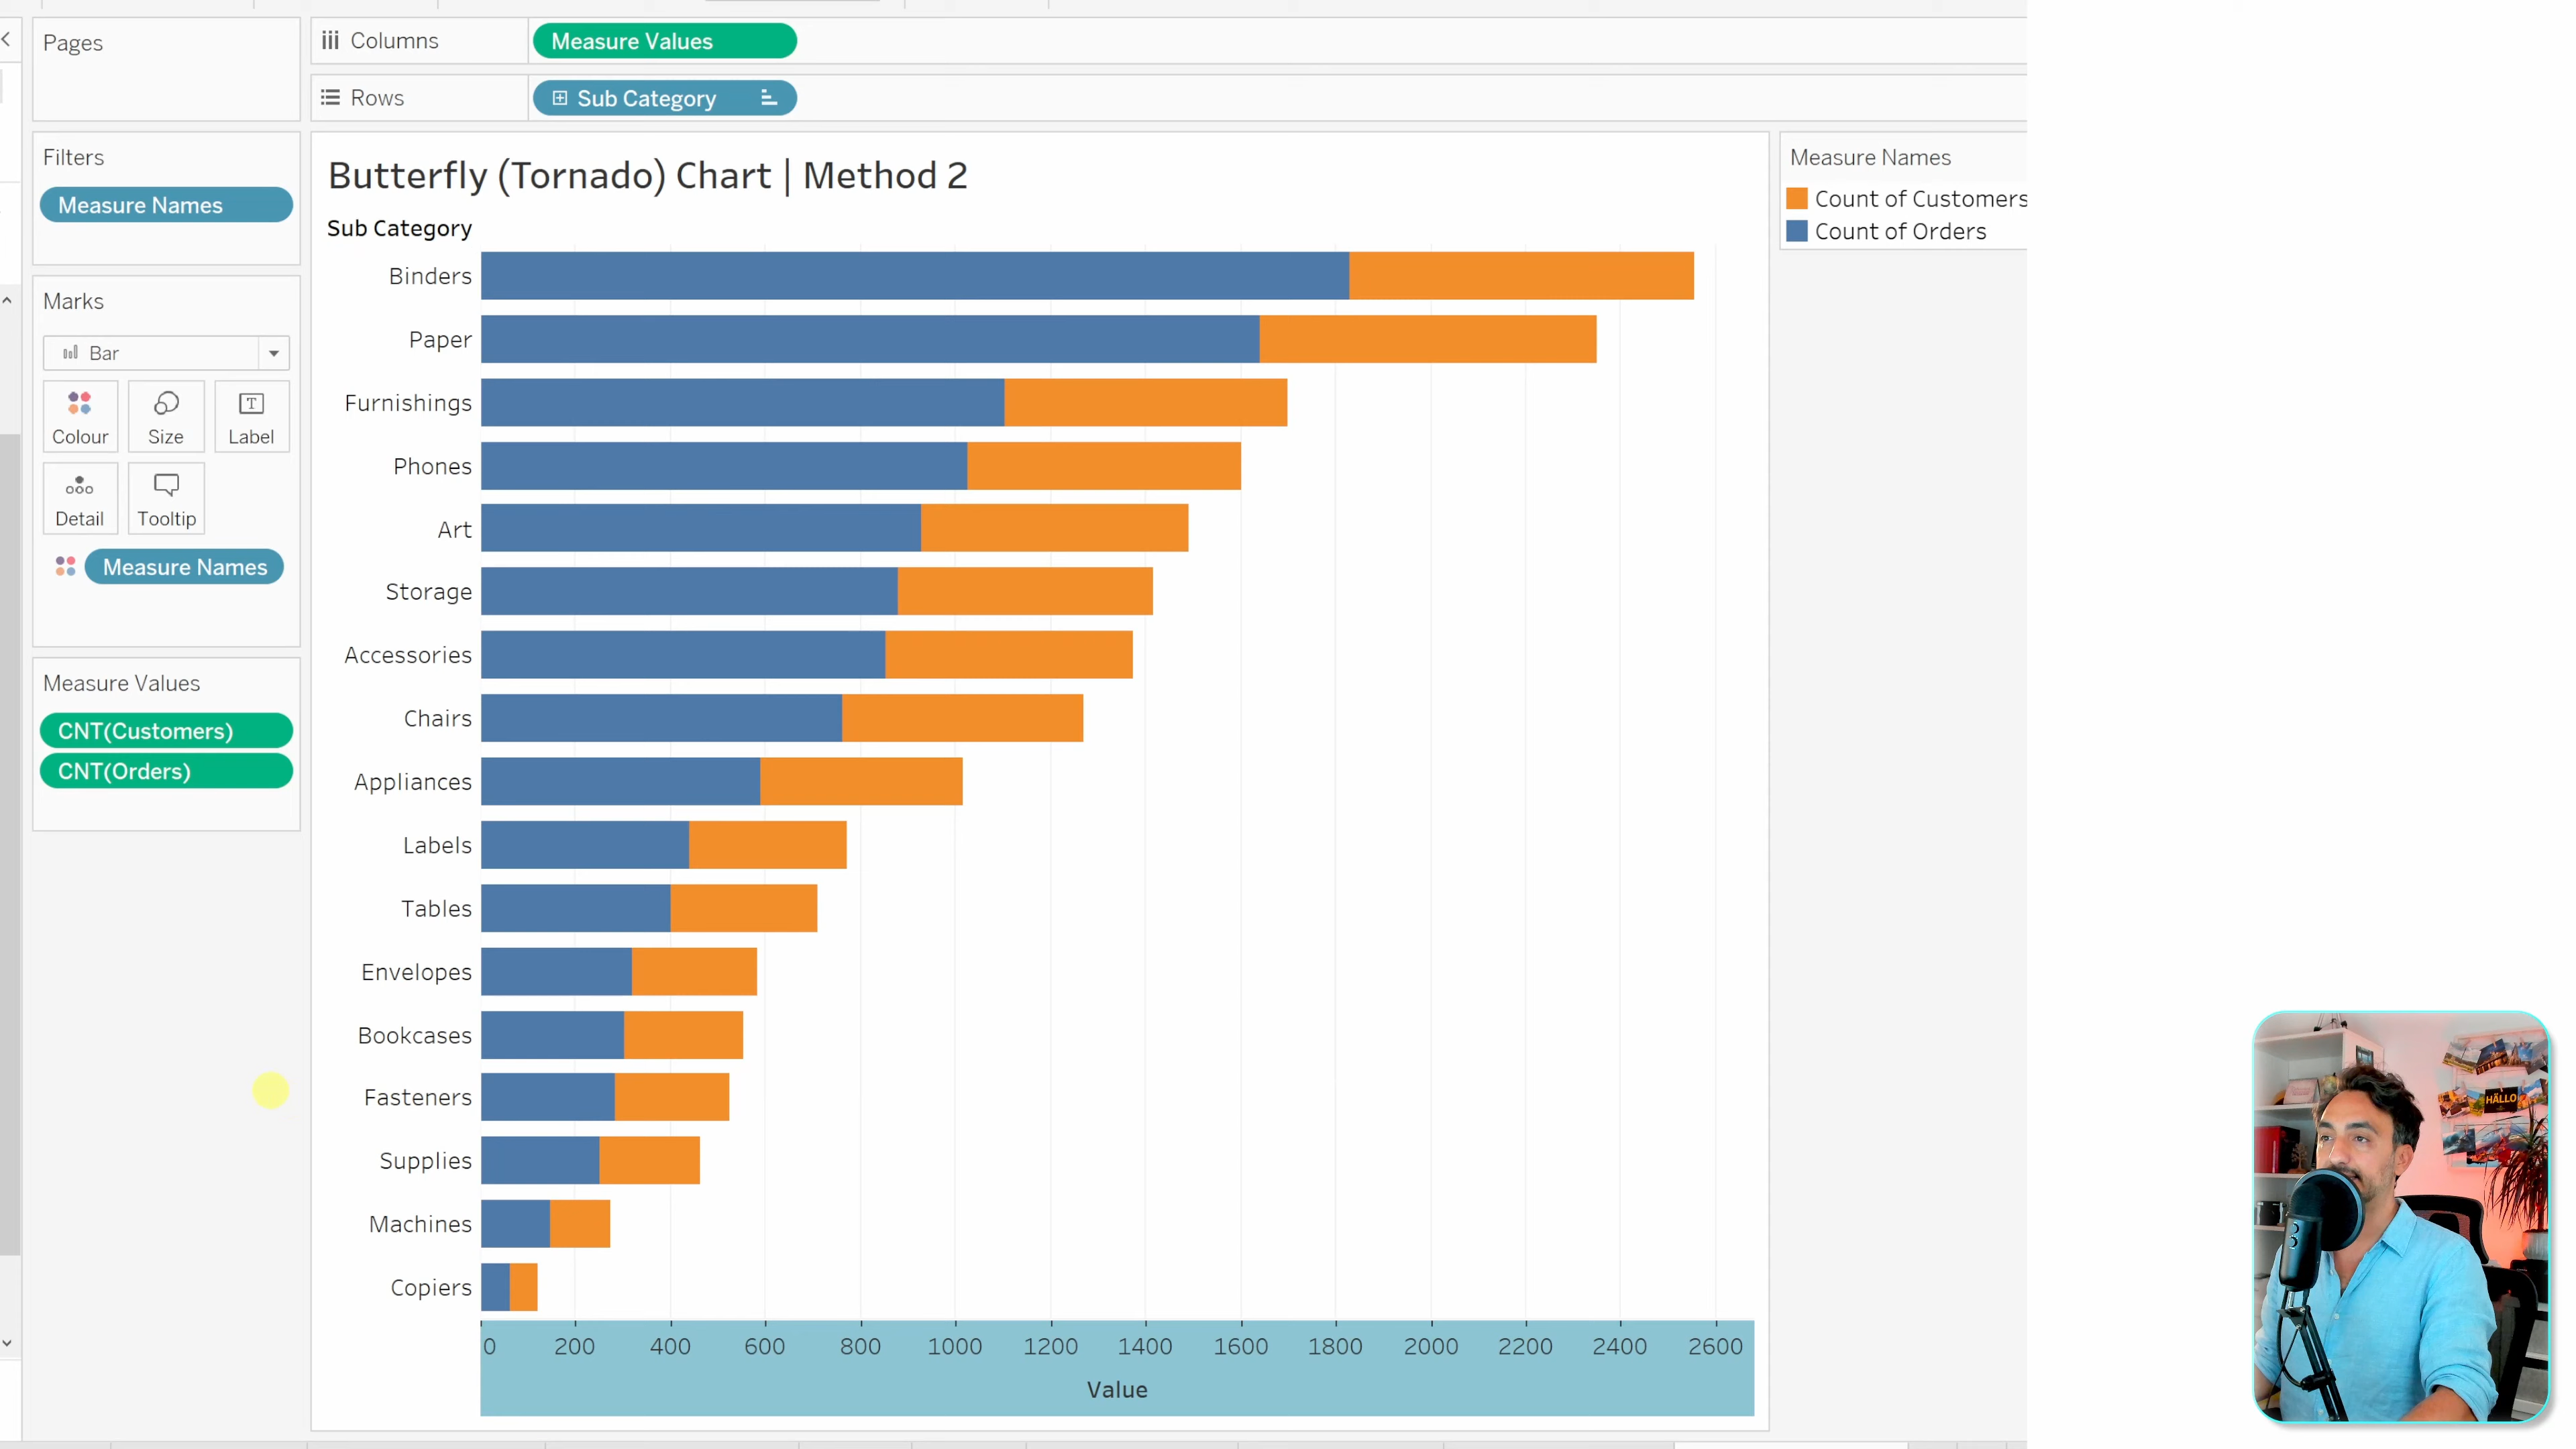 Pages
Columns
Measure Values
Rows
Sub Category
Filters
Measure Names
Marks
Bar
Colour
Size
Label
Detail
Tooltip
Measure Names
Measure Values
CNT(Customers)
CNT(Orders)
Butterfly (Tornado) Chart | Method 2
Sub Category
Binders
Paper
Furnishings
Phones
Art
Storage
Accessories
Chairs
Appliances
Labels
Tables
Envelopes
Bookcases
Fasteners
Supplies
Machines
Copiers
0 200 400 600 800 1000 1200 1400 1600 1800 2000 2200 2400 2600
Value
Measure Names
Count of Customers
Count of Orders
HALLO